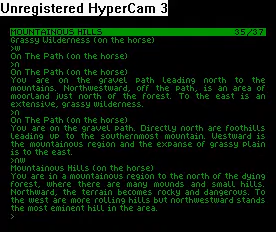 Unregistered HyperCam 3
MOUNTAINOUS HILLS 85/37
Grassy Wilderness (on the horse)
>w
On The Path (on the horse)
>n
On The Path (on the horse)
You are on the gravel path leading north to the
mountains. Northwestward, off the path, is an area of
moorland just north of the forest. To the east is an
extensive, grassy wilderness.
>n
On The Path (on the horse)
You are on the gravel path. Directly north are foothills
leading up to the southernmost mountain. Westward is
the mountainous region and the expanse of grassy plain
is to the east.
>nw
Mountainous Hills (on the horse)
You are in a mountainous region to the north of the dying
forest, where there are many mounds and small hills.
Northward, the terrain becomes rocky and dangerous. To
the west are more rolling hills but northwestward stands
the most eminent hill in the area.
>